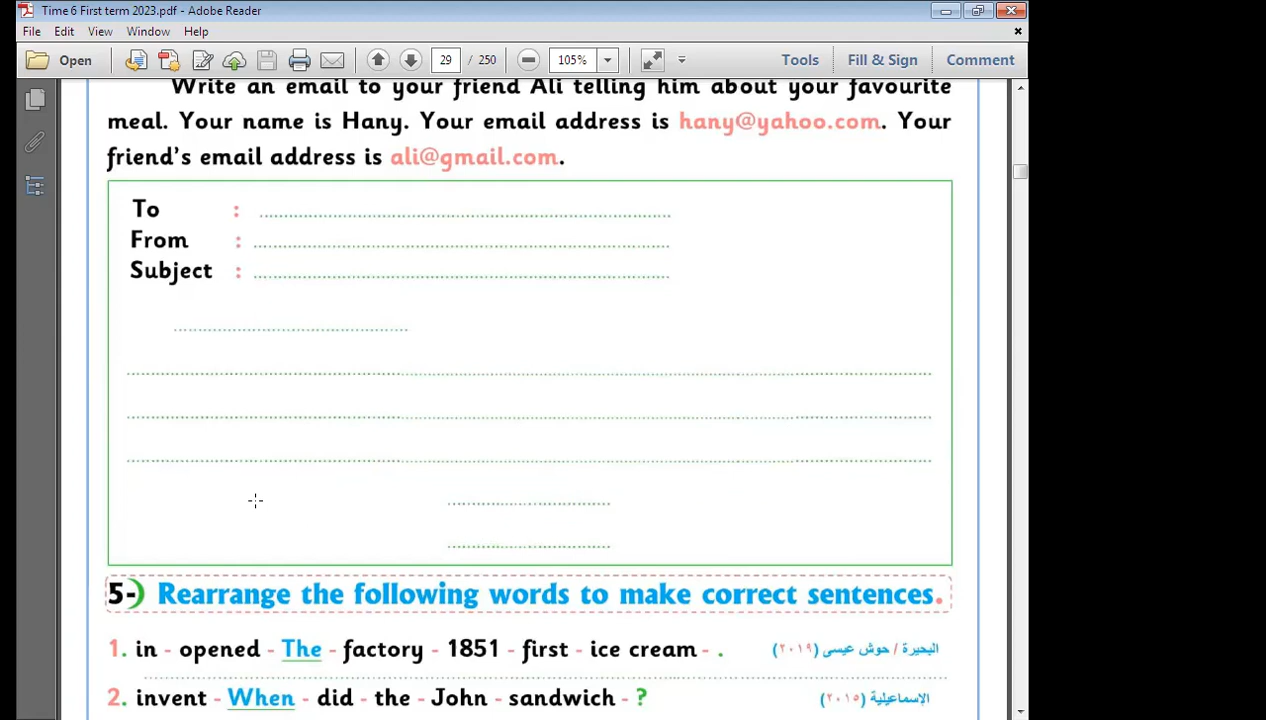 Time 6 First term 2023.pdf - Adobe Reader
File Edit View Window Help
Open 29 / 250 105% Tools Fill & Sign Comment
Write an email to your friend Ali telling him about your favourite
meal. Your name is Hany. Your email address is hany@yahoo.com. Your
friend's email address is ali@gmail.com.
To :
From :
Subject :
5-) Rearrange the following words to make correct sentences.
1. in - opened - The - factory - 1851 - first - ice cream - . البحيرة / حوش عيسى (٢٠١٩)
2. invent - When - did - the - John - sandwich - ? الإسماعيلية (٢٠١٥)